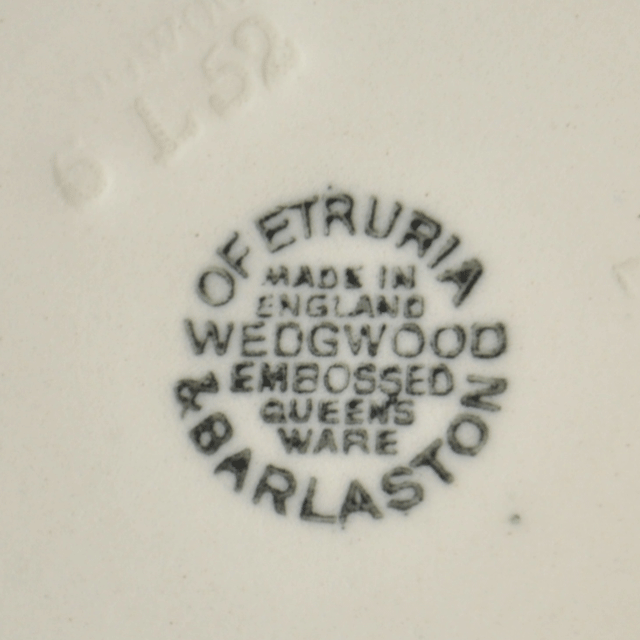 OF ETRURIA
MADE IN
ENGLAND
WEDGWOOD
EMBOSSED
QUEENS
WARE
& BARLASTON